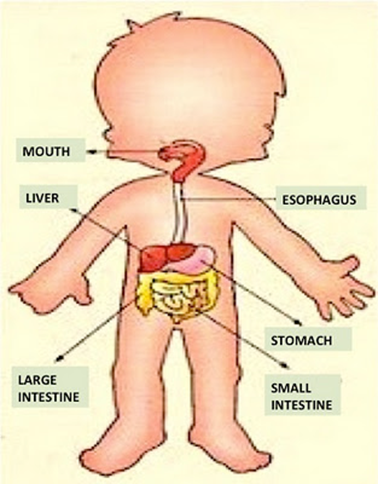 MOUTH
LIVER
ESOPHAGUS
STOMACH
LARGE
INTESTINE
SMALL
INTESTINE